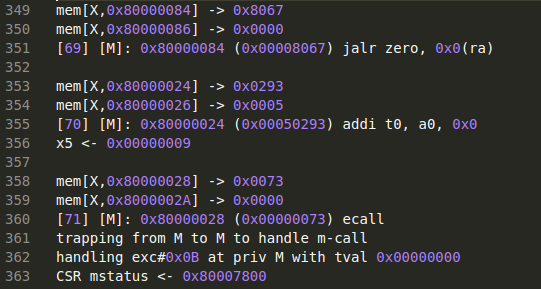 349 mem[X,0x80000084] -> 0x8067
350 mem[X,0x80000086] -> 0x0000
351 [69] [M]: 0x80000084 (0x00008067) jalr zero, 0x0(ra)
352
353 mem[X,0x80000024] -> 0x0293
354 mem[X,0x80000026] -> 0x0005
355 [70] [M]: 0x80000024 (0x00050293) addi t0, a0, 0x0
356 x5 <- 0x00000009
357
358 mem[X,0x80000028] -> 0x0073
359 mem[X,0x8000002A] -> 0x0000
360 [71] [M]: 0x80000028 (0x00000073) ecall
361 trapping from M to M to handle m-call
362 handling exc#0x0B at priv M with tval 0x00000000
363 CSR mstatus <- 0x80007800